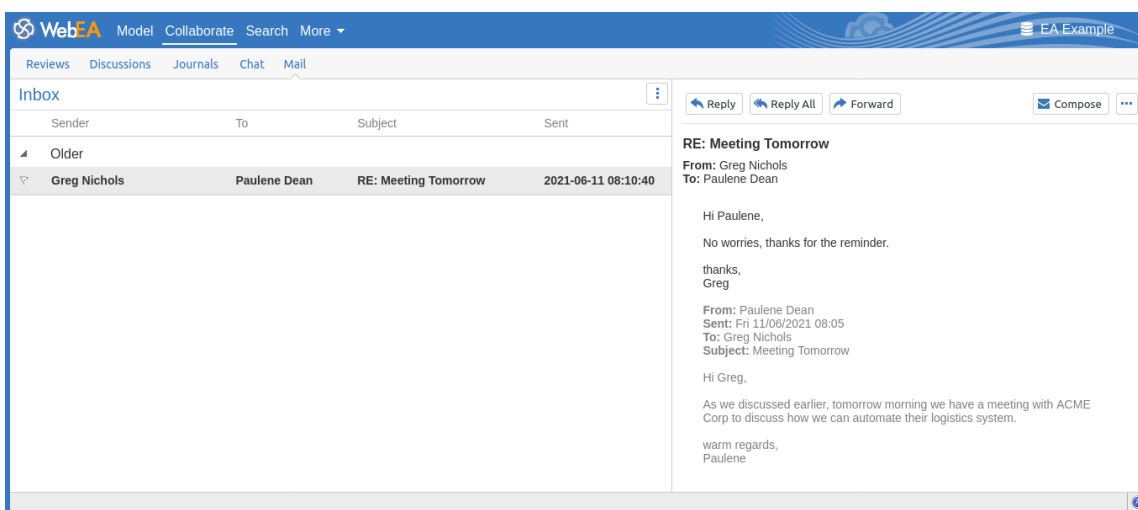 WebEA Model Collaborate Search More EA Example
Reviews Discussions Journals Chat Mail
Inbox
Sender To Subject Sent
Older
Greg Nichols Paulene Dean RE: Meeting Tomorrow 2021-06-11 08:10:40
Reply Reply All Forward Compose
RE: Meeting Tomorrow
From: Greg Nichols
To: Paulene Dean
Hi Paulene,
No worries, thanks for the reminder.
thanks,
Greg
From: Paulene Dean
Sent: Fri 11/06/2021 08:05
To: Greg Nichols
Subject: Meeting Tomorrow
Hi Greg,
As we discussed earlier, tomorrow morning we have a meeting with ACME
Corp to discuss how we can automate their logistics system.
warm regards,
Paulene